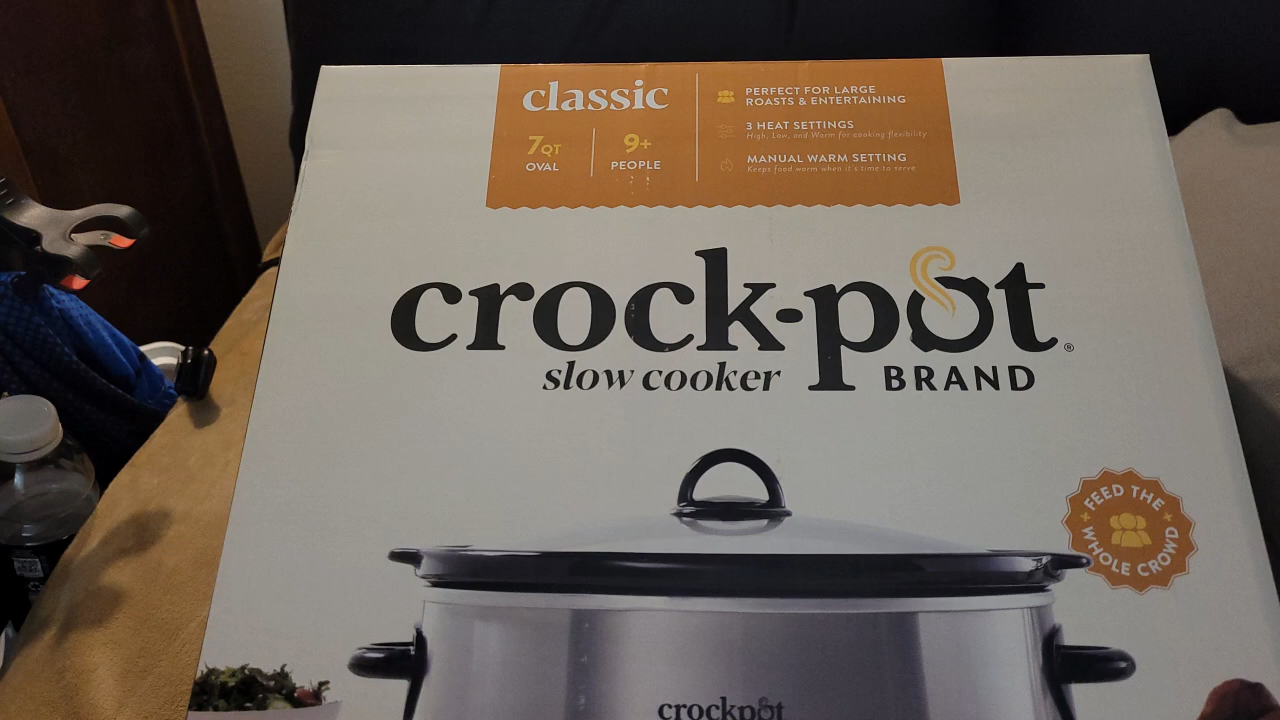 classic
7QT
OVAL
9+
PEOPLE
PERFECT FOR LARGE
ROASTS & ENTERTAINING
3 HEAT SETTINGS
High, Low, and Warm for cooking flexibility
MANUAL WARM SETTING
Keeps food warm when it's time to serve
crock-pot®
slow cooker BRAND
FEED THE
WHOLE CROWD
crockpot